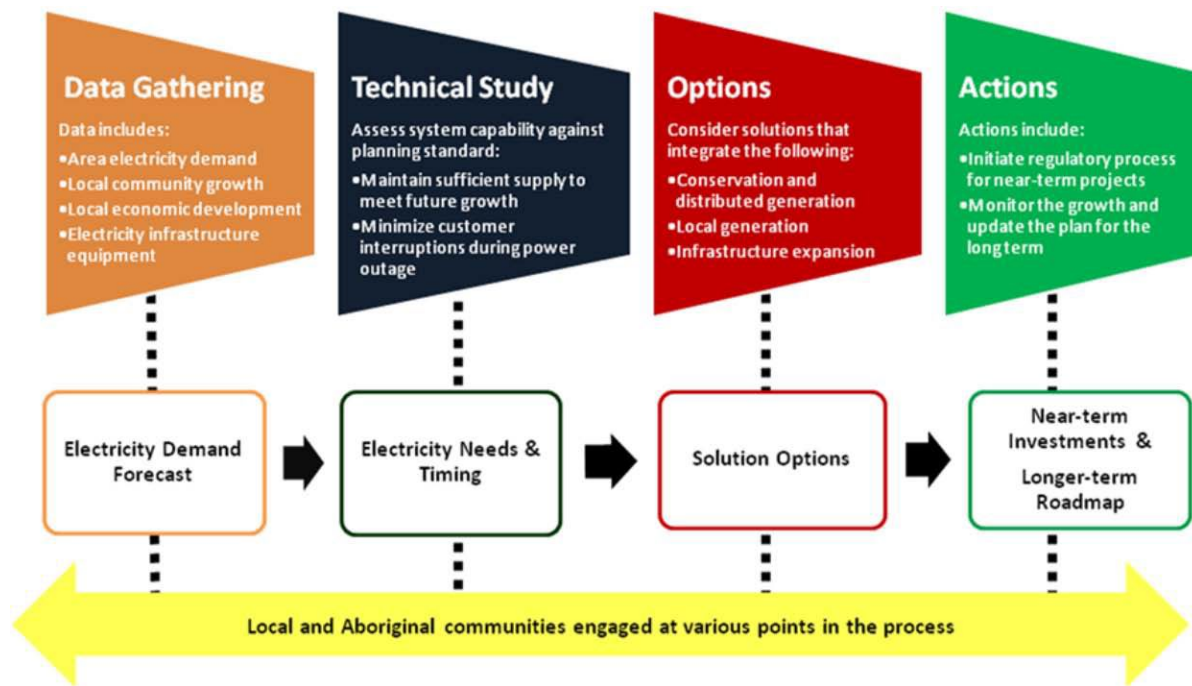 Data Gathering
Data includes:
•Area electricity demand
•Local community growth
•Local economic development
•Electricity infrastructure
equipment
Technical Study
Assess system capability against
planning standard:
•Maintain sufficient supply to
meet future growth
•Minimize customer
interruptions during power
outage
Options
Consider solutions that
integrate the following:
•Conservation and
distributed generation
•Local generation
•Infrastructure expansion
Actions
Actions include:
•Initiate regulatory process
for near-term projects
•Monitor the growth and
update the plan for the
long term
Electricity Demand
Forecast
Electricity Needs &
Timing
Solution Options
Near-term
Investments &
Longer-term
Roadmap
Local and Aboriginal communities engaged at various points in the process